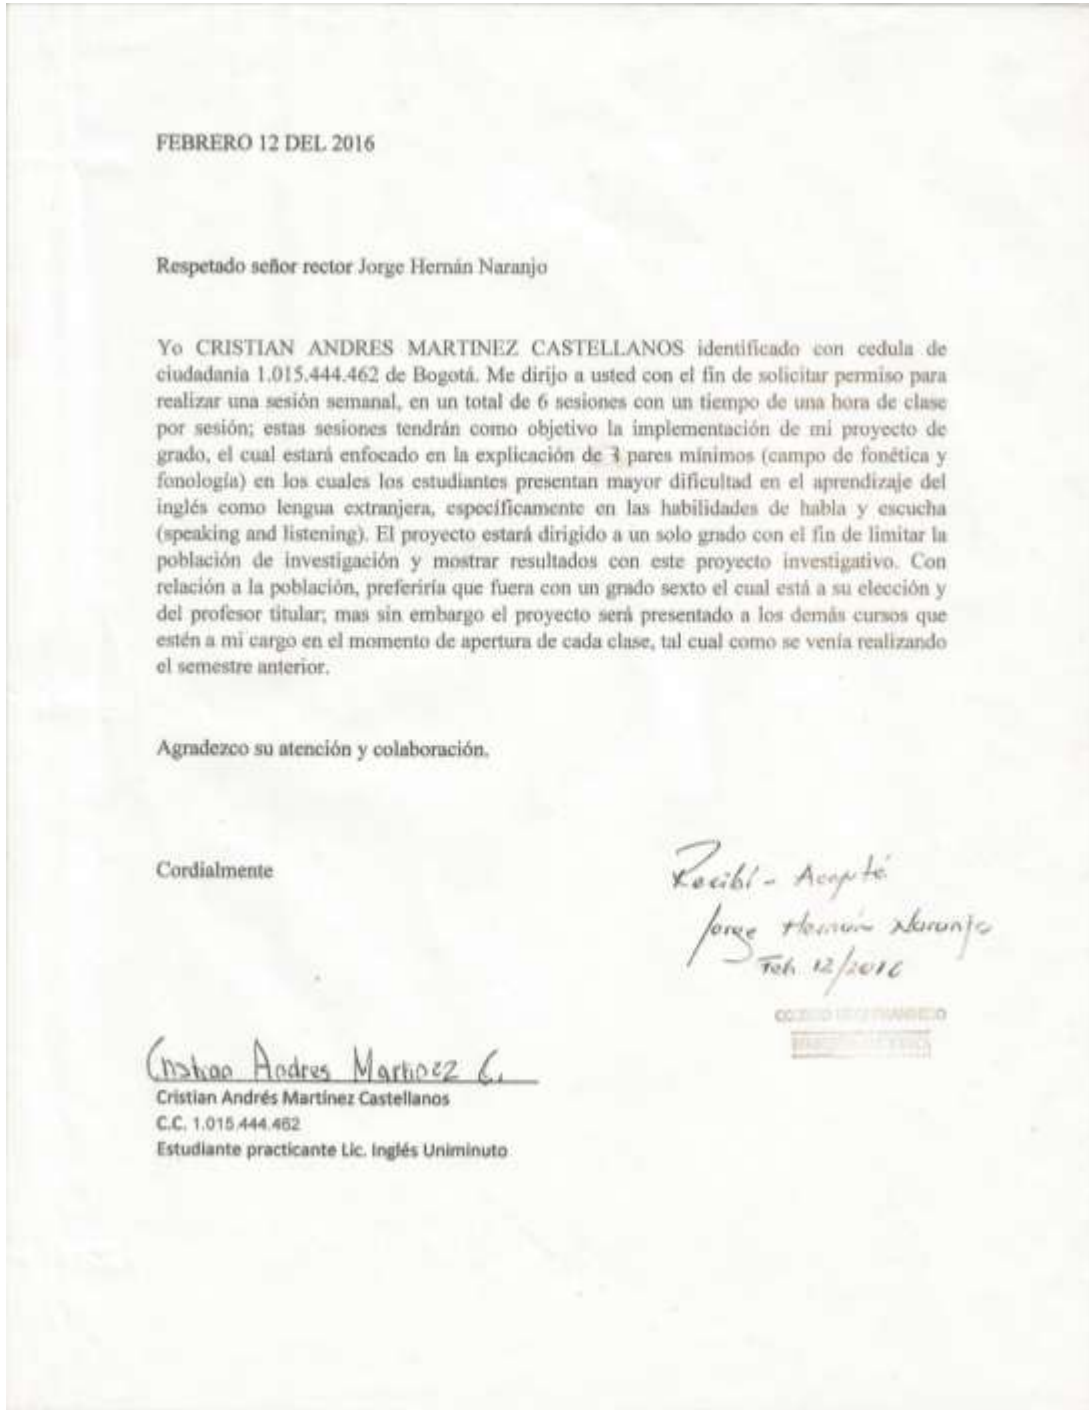 FEBRERO 12 DEL 2016
Respetado señor rector Jorge Hernán Naranjo
Yo CRISTIAN ANDRES MARTINEZ CASTELLANOS identificado con cedula de
ciudadanía 1.015.444.462 de Bogotá. Me dirijo a usted con el fin de solicitar permiso para
realizar una sesión semanal, en un total de 6 sesiones con un tiempo de una hora de clase
por sesión; estas sesiones tendrán como objetivo la implementación de mi proyecto de
grado, el cual estará enfocado en la explicación de 3 pares mínimos (campo de fonética y
fonología) en los cuales los estudiantes presentan mayor dificultad en el aprendizaje del
inglés como lengua extranjera, específicamente en las habilidades de habla y escucha
(speaking and listening). El proyecto estará dirigido a un solo grado con el fin de limitar la
población de investigación y mostrar resultados con este proyecto investigativo. Con
relación a la población, preferiría que fuera con un grado sexto el cual está a su elección y
del profesor titular; mas sin embargo el proyecto será presentado a los demás cursos que
estén a mi cargo en el momento de apertura de cada clase, tal cual como se venía realizando
el semestre anterior.
Agradezco su atención y colaboración.
Cordialmente
Recibí - Acepté
Jorge Hernán Naranjo
Feb 12/2016
Cristian Andres Martinez C.
Cristian Andrés Martínez Castellanos
C.C. 1.015.444.462
Estudiante practicante Lic. Inglés Uniminuto